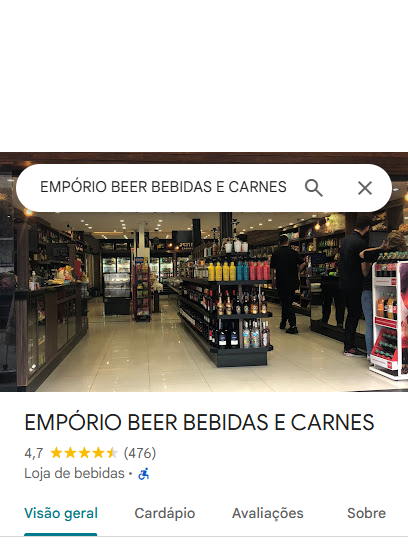 EMPÓRIO BEER BEBIDAS E CARNES
EMPÓRIO BEER BEBIDAS E CARNES
4,7 (476)
Loja de bebidas ·
Visão geral Cardápio Avaliações Sobre